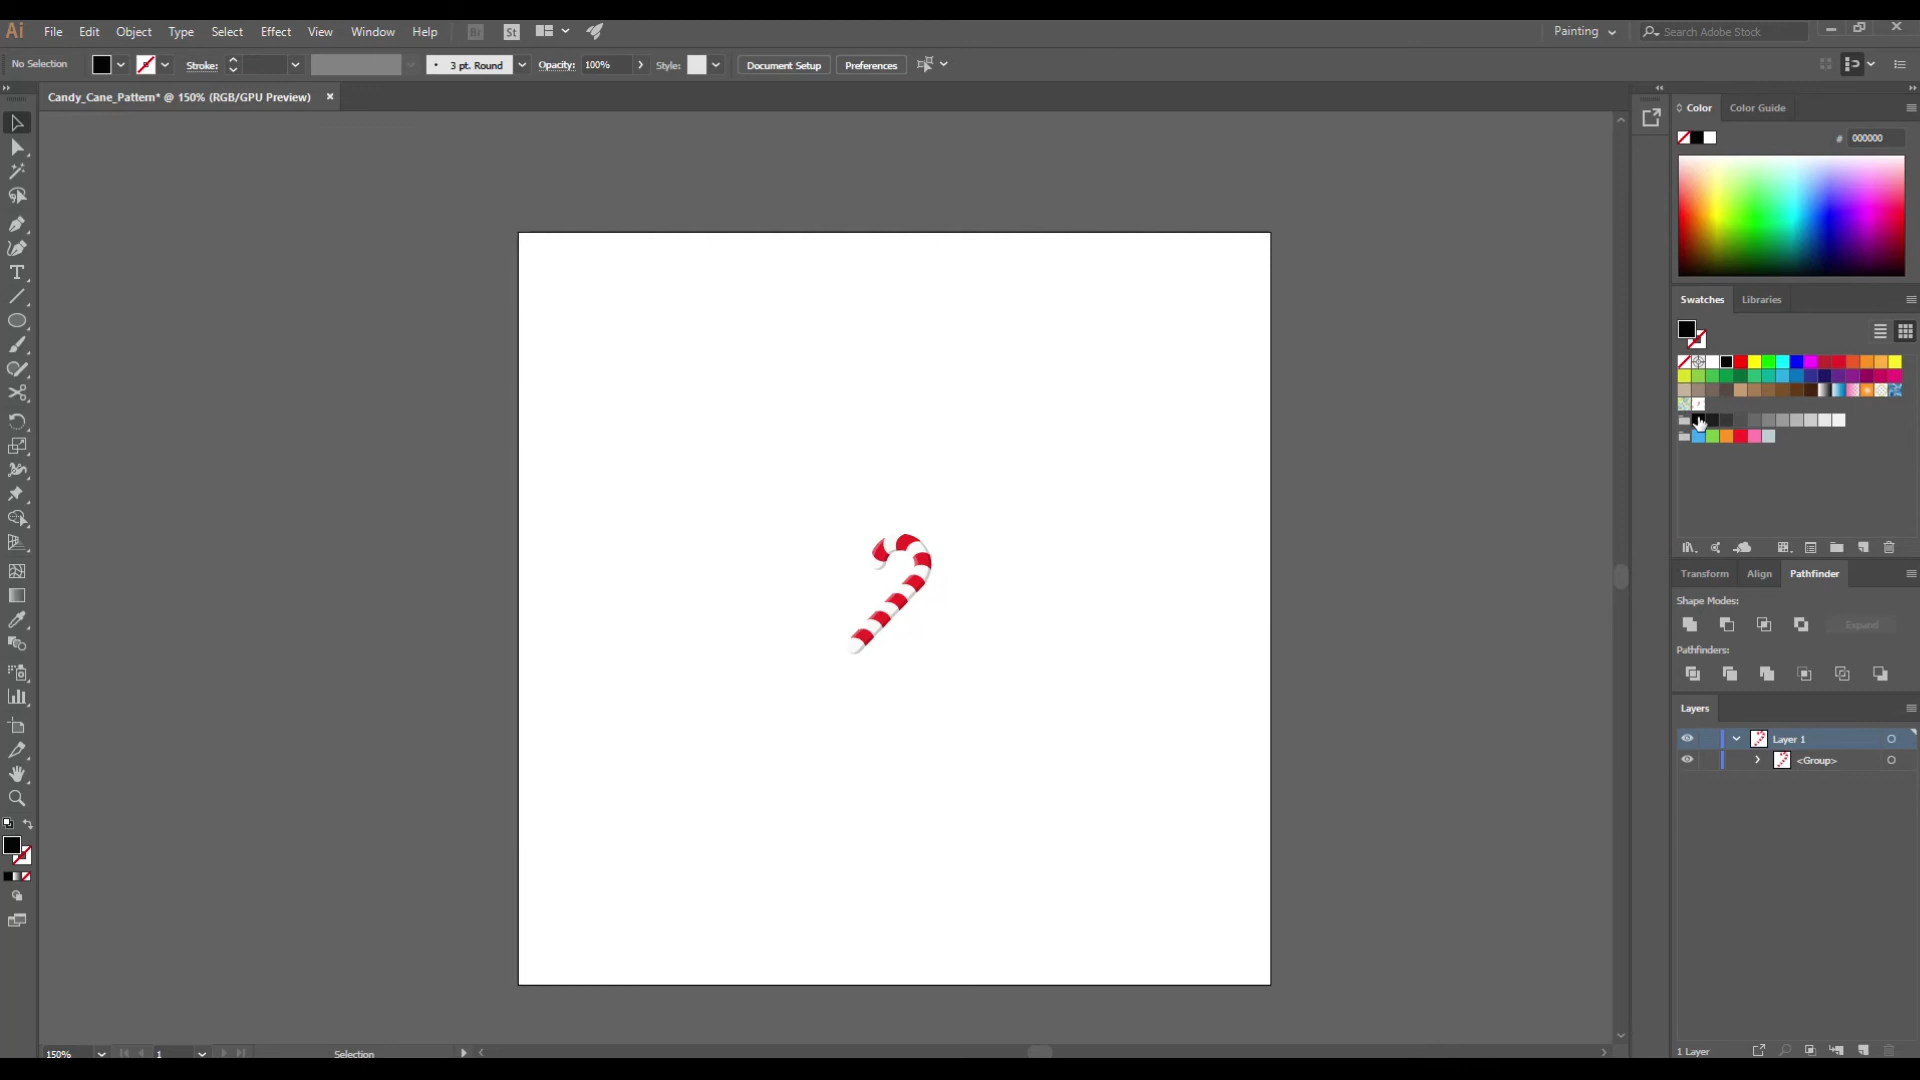 Ai File Edit Object Type Select Effect View Window Help Br St Painting Search Adobe Stock
No Selection Stroke: 3 pt. Round Opacity: 100% Style: Document Setup Preferences
Candy_Cane_Pattern* @ 150% (RGB/GPU Preview)
Color Color Guide
# 000000
Swatches Libraries
Transform Align Pathfinder
Shape Modes:
Expand
Pathfinders:
Layers
Layer 1
<Group>
1 Layer
150% 1 Selection